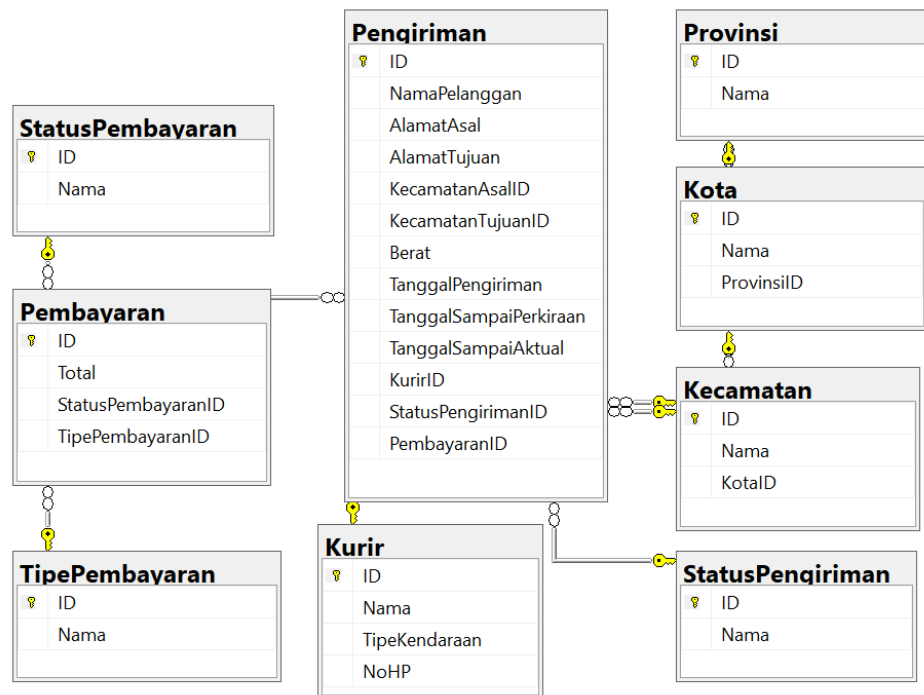 Pengiriman
ID
NamaPelanggan
AlamatAsal
AlamatTujuan
KecamatanAsalID
KecamatanTujuanID
Berat
TanggalPengiriman
TanggalSampaiPerkiraan
TanggalSampaiAktual
KurirID
StatusPengirimanID
PembayaranID
Provinsi
ID
Nama
StatusPembayaran
ID
Nama
Kota
ID
Nama
ProvinsiID
Pembayaran
ID
Total
StatusPembayaranID
TipePembayaranID
Kecamatan
ID
Nama
KotaID
Kurir
ID
Nama
TipeKendaraan
NoHP
TipePembayaran
ID
Nama
StatusPengiriman
ID
Nama